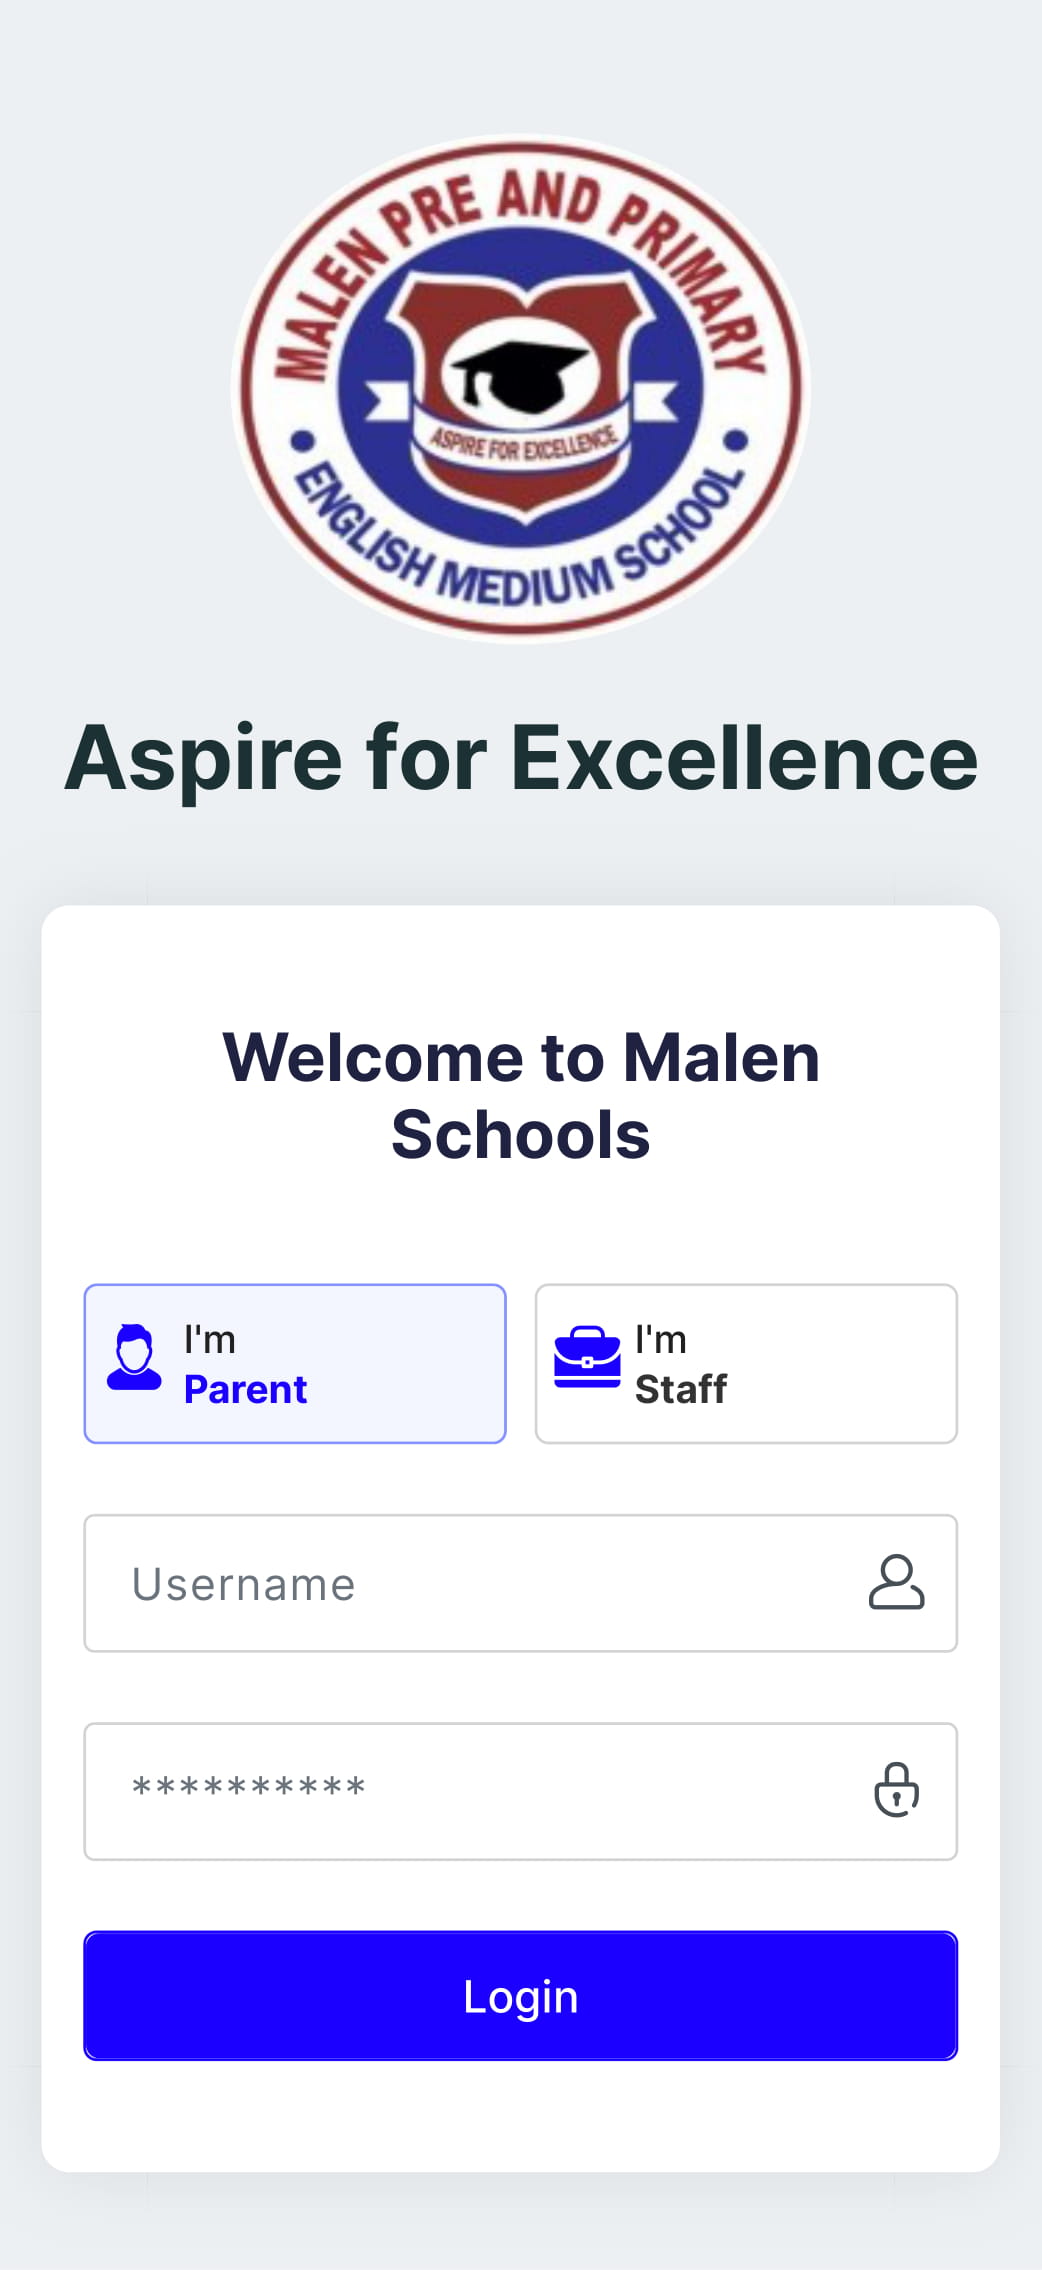 MALEN PRE AND PRIMARY
ASPIRE FOR EXCELLENCE
• ENGLISH MEDIUM SCHOOL •
Aspire for Excellence
Welcome to Malen
Schools
I'm
Parent
I'm
Staff
Username
**********
Login